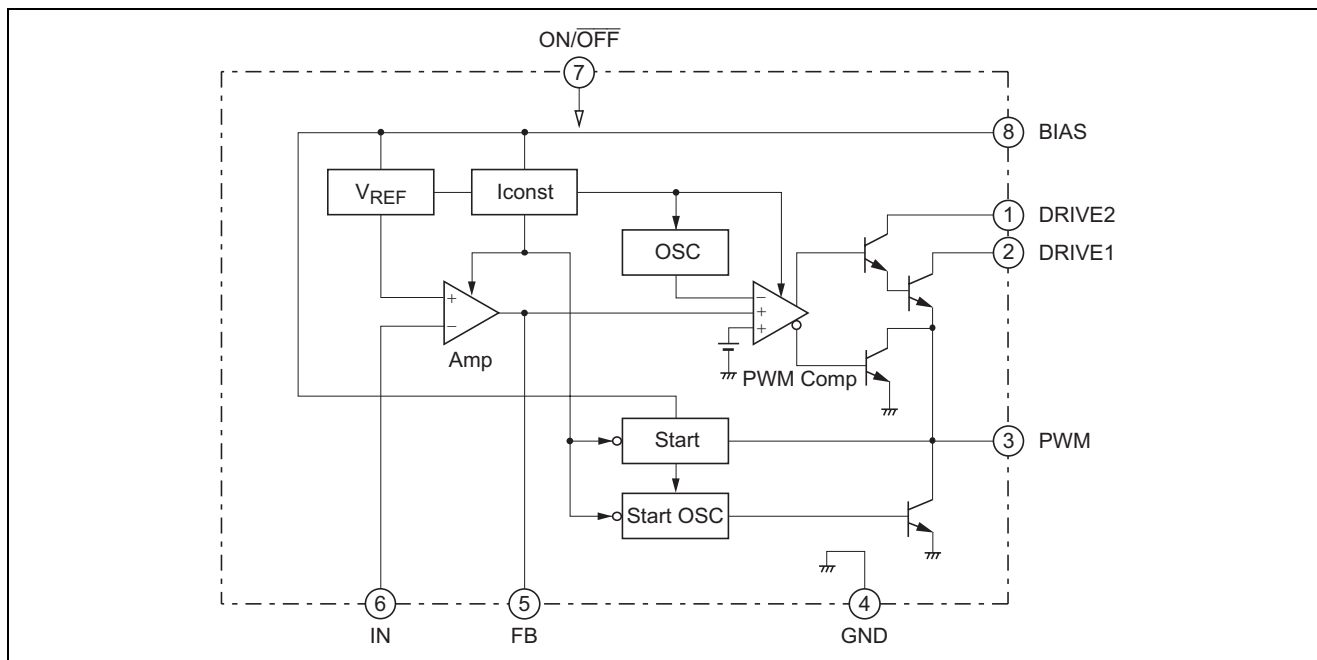 ON/OFF
7
8 BIAS
VREF
Iconst
1 DRIVE2
OSC
2 DRIVE1
+
−
Amp
−
+
+
PWM Comp
Start
3 PWM
Start OSC
6
5
4
IN
FB
GND